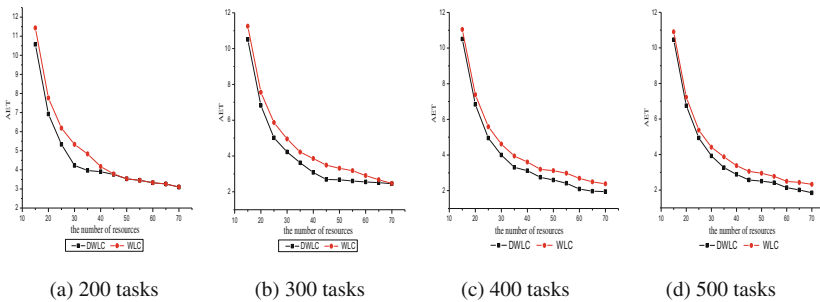 12
11
10
9
8
7
6
5
4
3
2
AET
10 20 30 40 50 60 70
the number of resources
DWLC WLC
(a) 200 tasks
12
10
8
6
4
2
AET
10 20 30 40 50 60 70
the number of resources
DWLC WLC
(b) 300 tasks
12
10
8
6
4
2
AET
10 20 30 40 50 60 70
the number of resources
DWLC WLC
(c) 400 tasks
12
10
8
6
4
2
AET
10 20 30 40 50 60 70
the number of resources
DWLC WLC
(d) 500 tasks